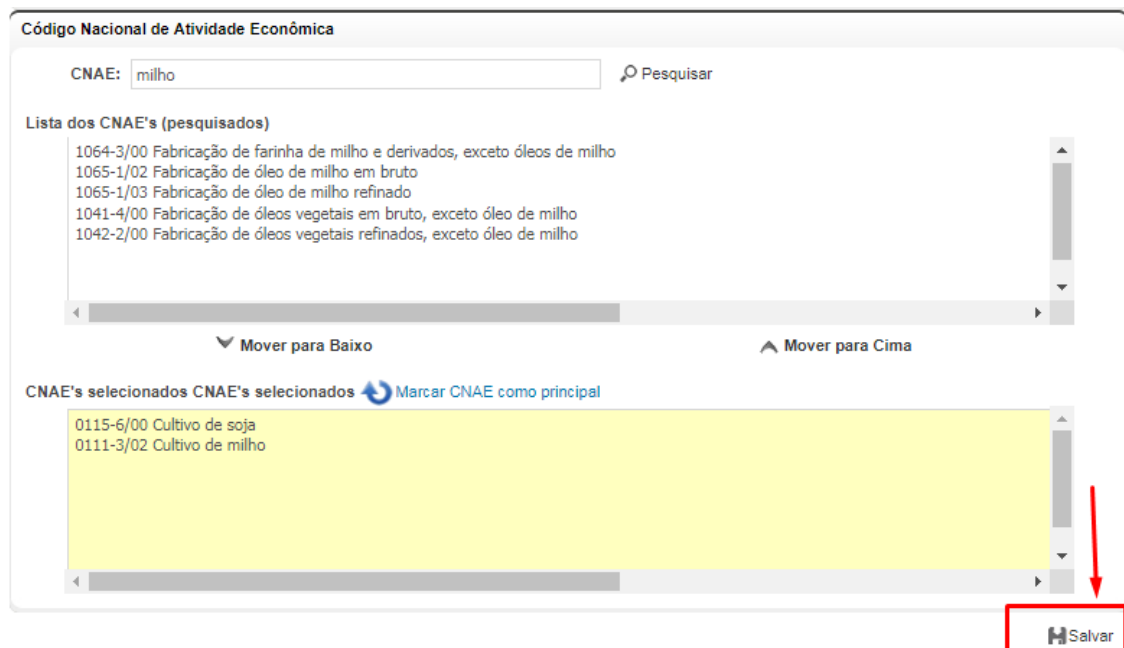 Código Nacional de Atividade Econômica
CNAE: milho Pesquisar
Lista dos CNAE's (pesquisados)
1064-3/00 Fabricação de farinha de milho e derivados, exceto óleos de milho
1065-1/02 Fabricação de óleo de milho em bruto
1065-1/03 Fabricação de óleo de milho refinado
1041-4/00 Fabricação de óleos vegetais em bruto, exceto óleo de milho
1042-2/00 Fabricação de óleos vegetais refinados, exceto óleo de milho
Mover para Baixo Mover para Cima
CNAE's selecionados CNAE's selecionados Marcar CNAE como principal
0115-6/00 Cultivo de soja
0111-3/02 Cultivo de milho
Salvar